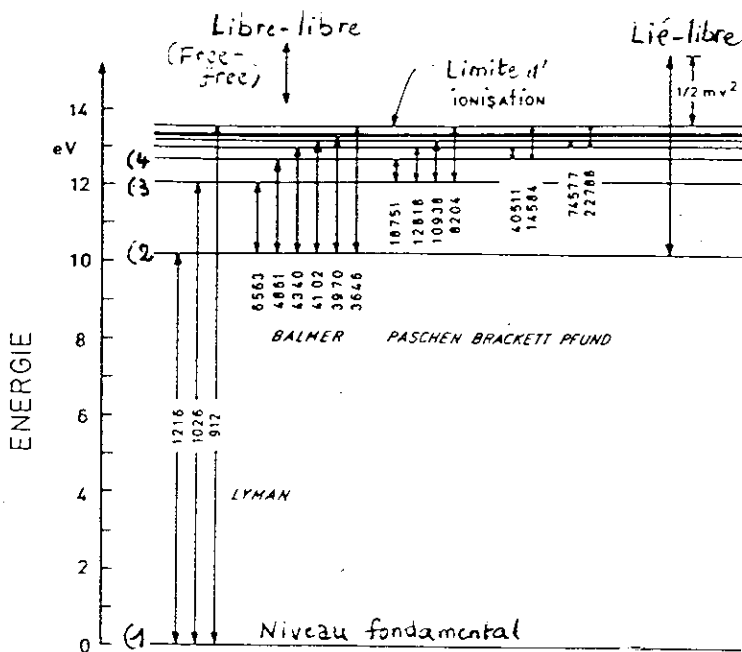 Libre-libre
(Free-
free)
Lié-libre
Limite d'
ionisation
1/2 mv²
14
eV
12
10
8
6
4
2
0
ENERGIE
(4
(3
(2
(1
18751
12818
10938
8204
40511
14584
74577
22788
6563
4861
4340
4102
3970
3646
BALMER
PASCHEN BRACKETT PFUND
1216
1026
912
LYMAN
Niveau fondamental